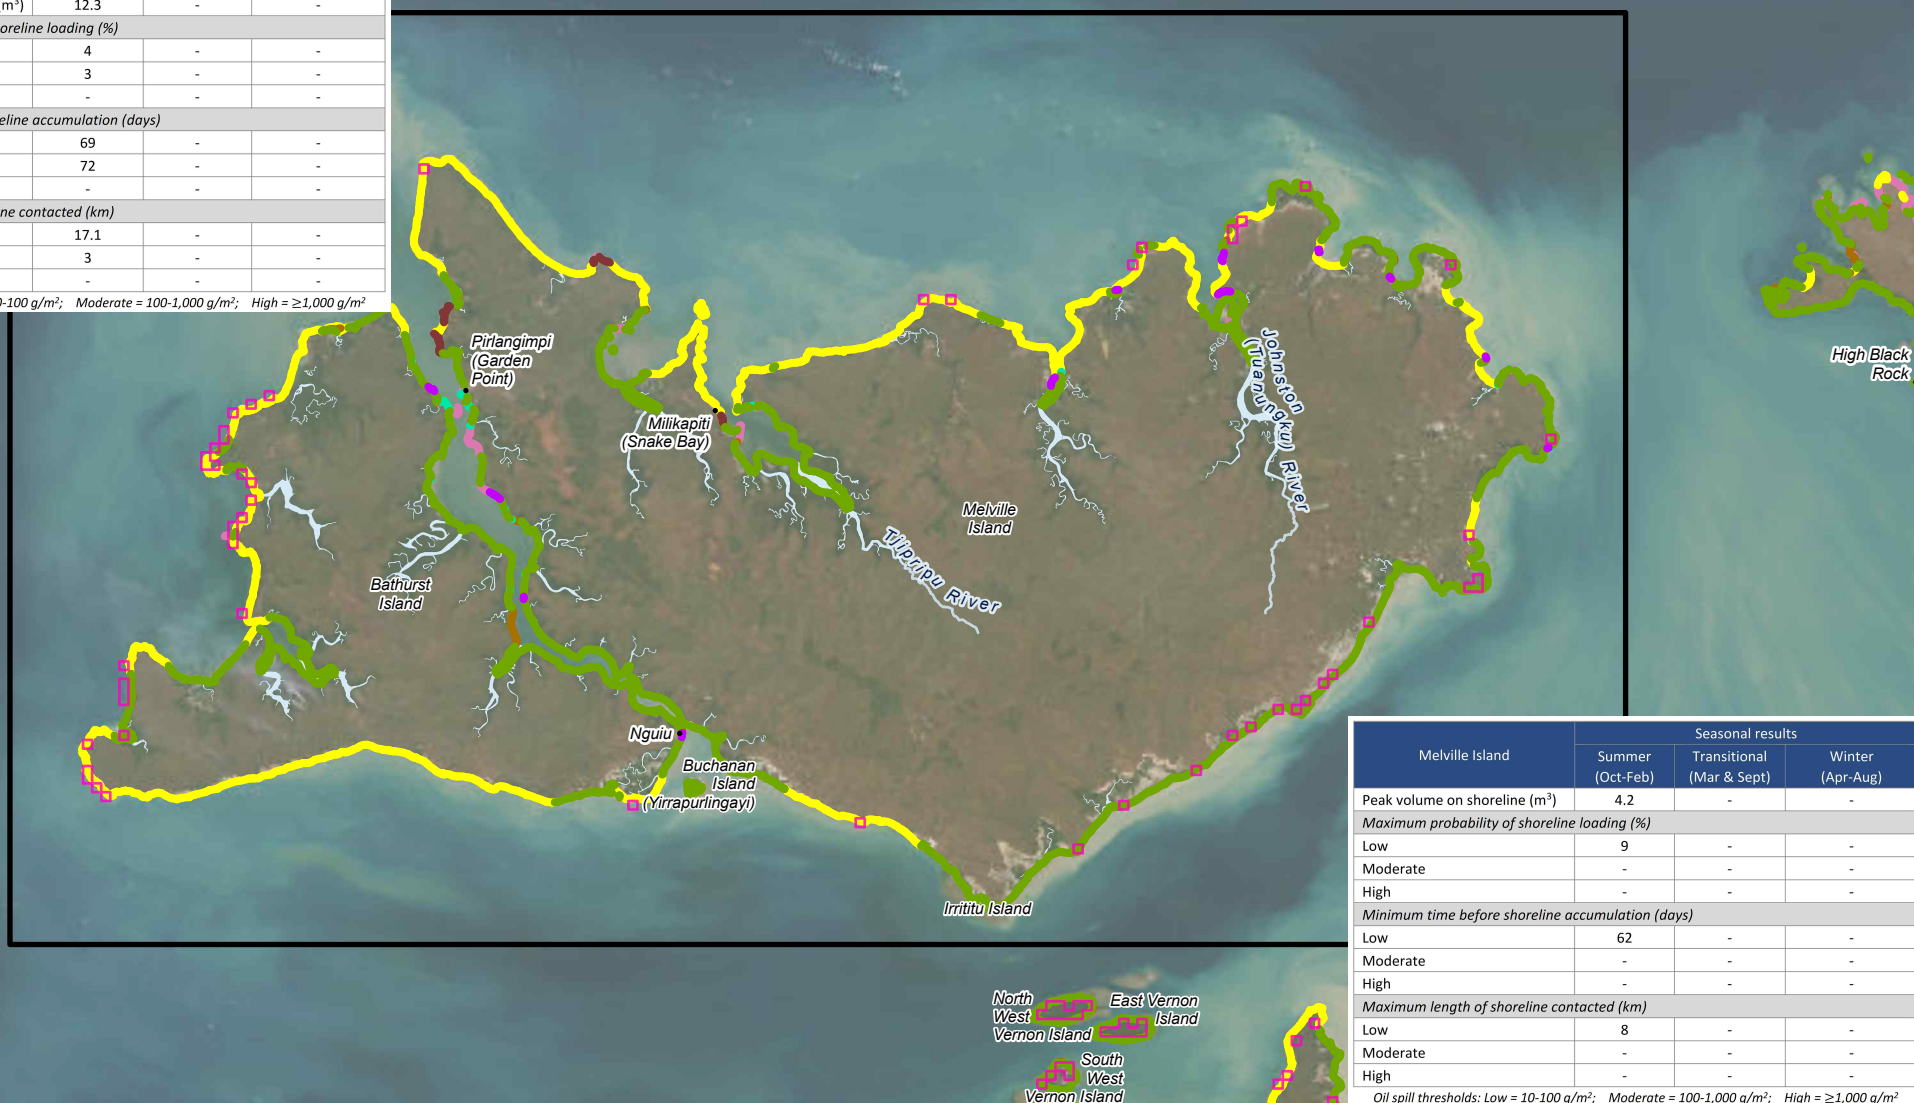 m³) 12.3 - -
oreline loading (%)
4 - -
3 - -
- - -
eline accumulation (days)
69 - -
72 - -
- - -
ne contacted (km)
17.1 - -
3 - -
- - -
0-100 g/m²; Moderate = 100-1,000 g/m²; High = ≥1,000 g/m²
Pirlangimpi
(Garden
Point)
Milikapiti
(Snake Bay)
Johnston
(Tuanungku) River
High Black
Rock
Melville
Island
Tjipripu River
Bathurst
Island
Nguiu
Buchanan
Island
(Yirrapurlingayi)
Irrititu Island
North
West
Vernon Island
East Vernon
Island
South
West
Vernon Island
Melville Island
Seasonal results
Summer Transitional Winter
(Oct-Feb) (Mar & Sept) (Apr-Aug)
Peak volume on shoreline (m³) 4.2 - -
Maximum probability of shoreline loading (%)
Low 9 - -
Moderate - - -
High - - -
Minimum time before shoreline accumulation (days)
Low 62 - -
Moderate - - -
High - - -
Maximum length of shoreline contacted (km)
Low 8 - -
Moderate - - -
High - - -
Oil spill thresholds: Low = 10-100 g/m²; Moderate = 100-1,000 g/m²; High = ≥1,000 g/m²